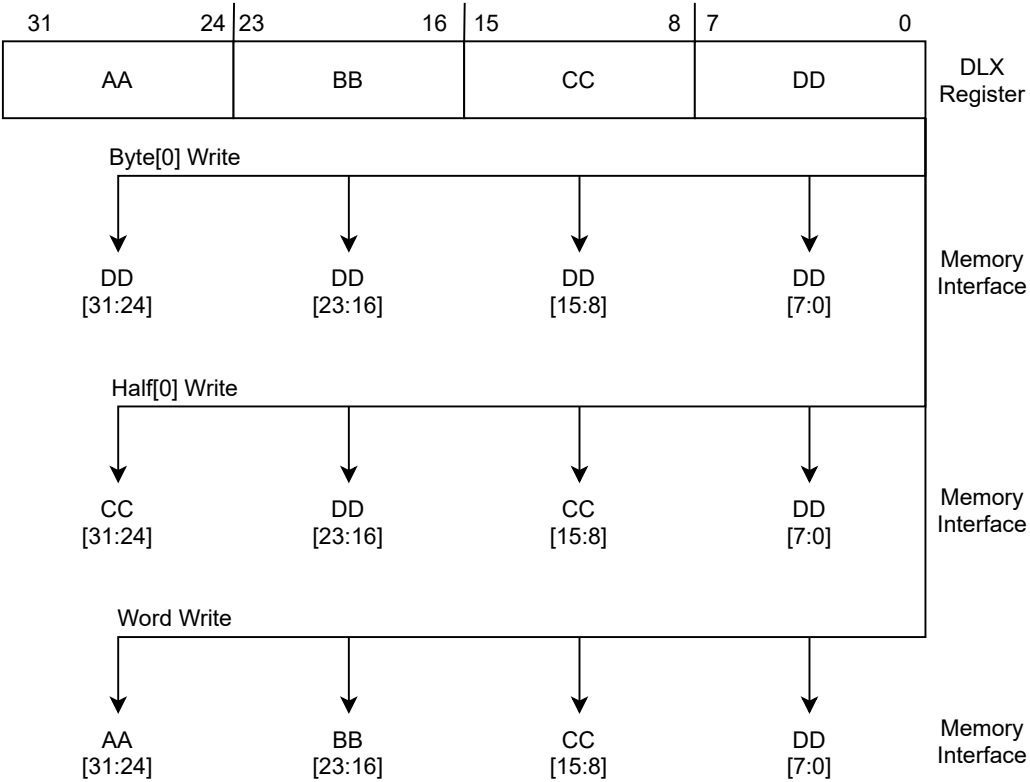 31 24 23 16 15 8 7 0
AA BB CC DD
DLX
Register
Byte[0] Write
DD DD DD DD
[31:24] [23:16] [15:8] [7:0]
Memory
Interface
Half[0] Write
CC DD CC DD
[31:24] [23:16] [15:8] [7:0]
Memory
Interface
Word Write
AA BB CC DD
[31:24] [23:16] [15:8] [7:0]
Memory
Interface